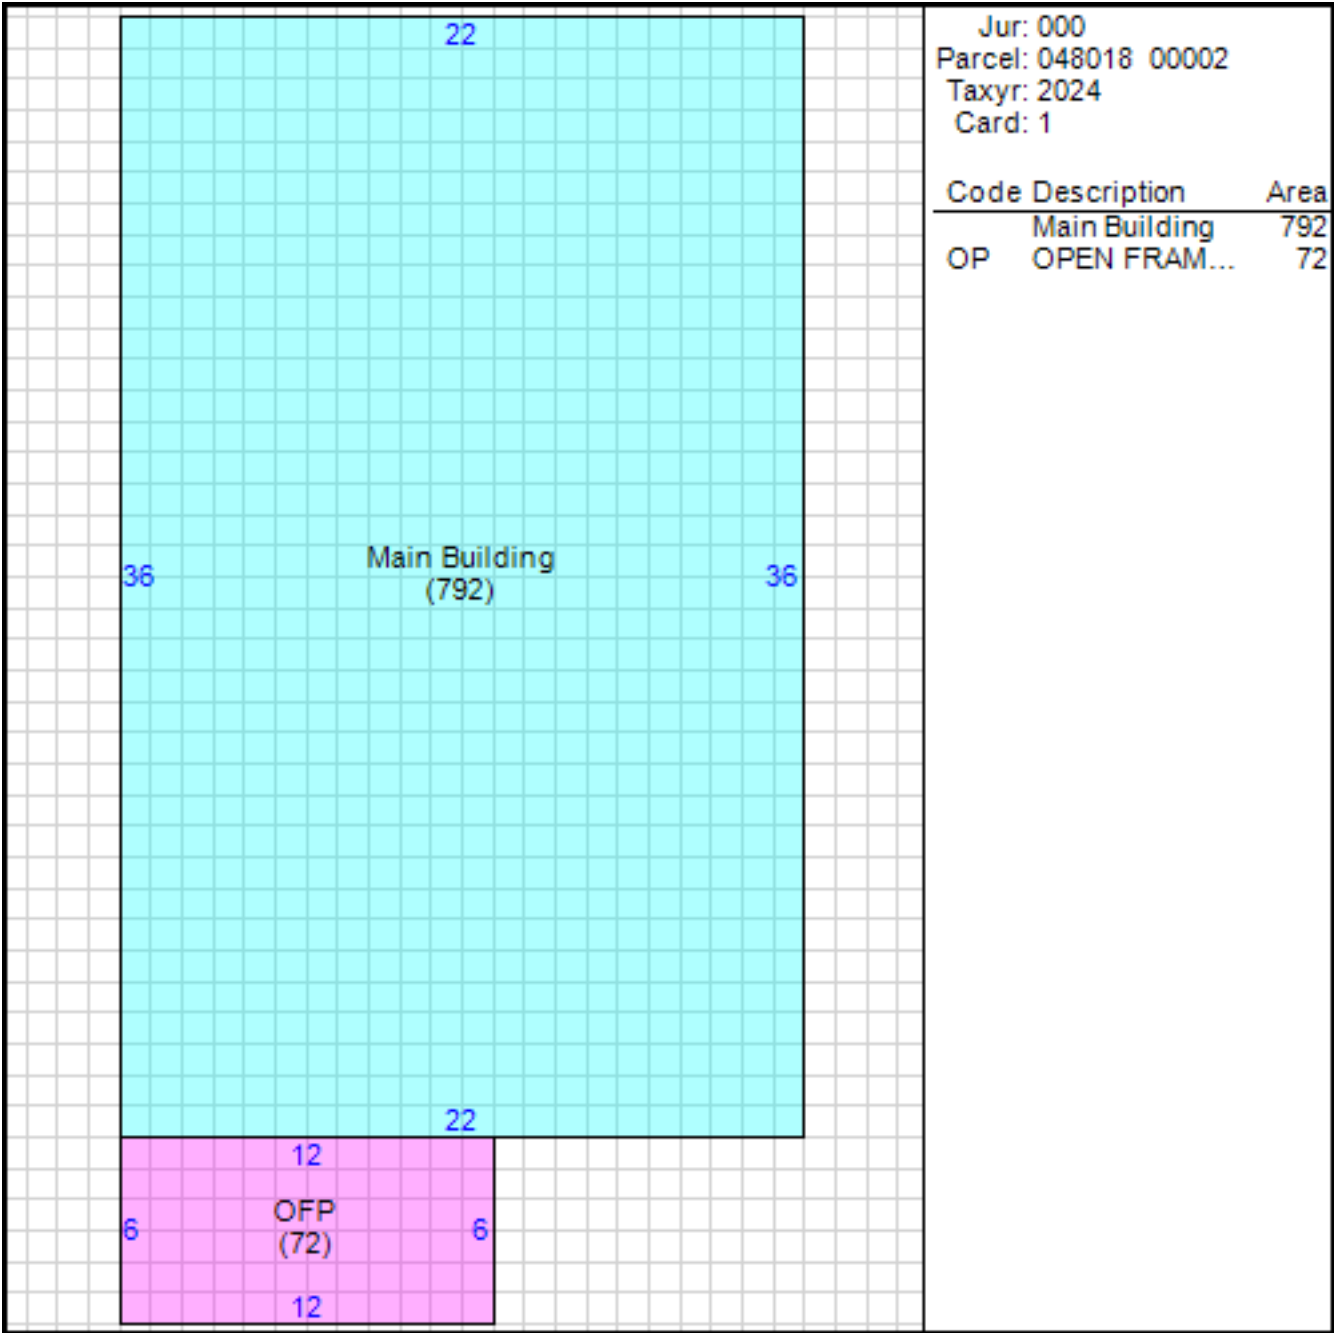 22
36
Main Building
(792)
36
22
12
OFP
(72)
6
6
12
Jur: 000
Parcel: 048018 00002
Taxyr: 2024
Card: 1
Code Description Area
Main Building 792
OP OPEN FRAM... 72